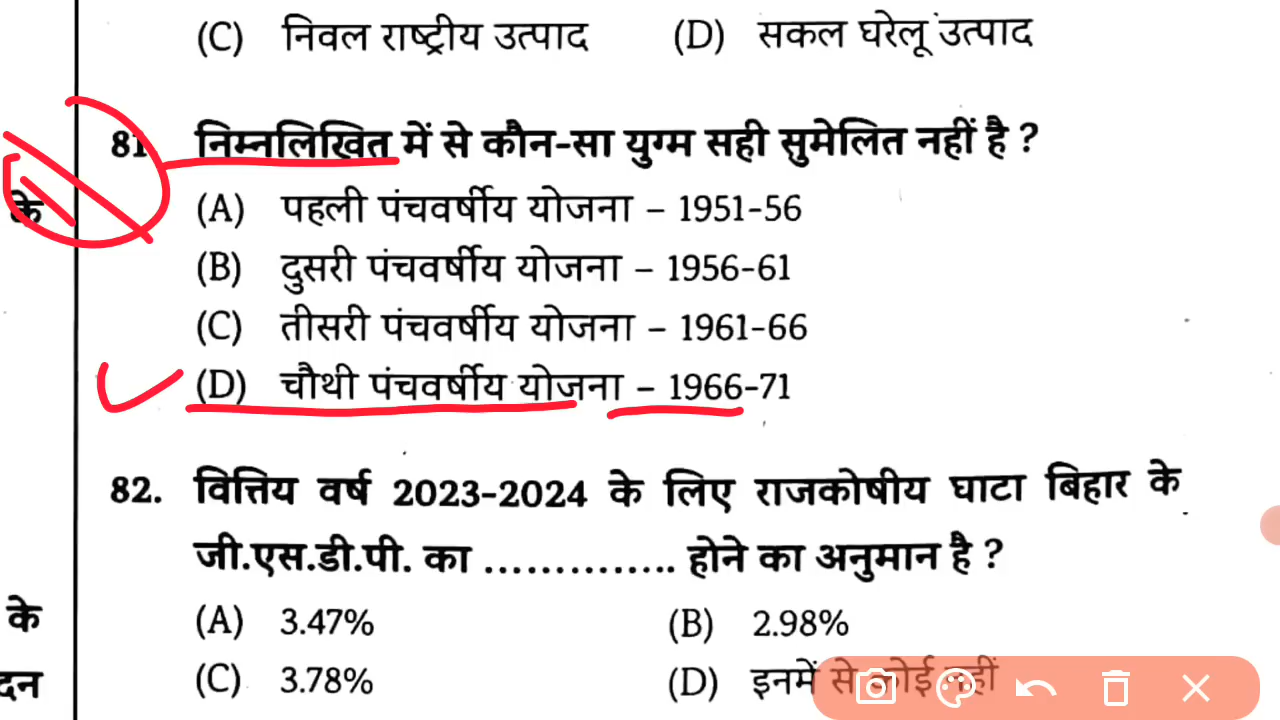 (C) निवल राष्ट्रीय उत्पाद (D) सकल घरेलू उत्पाद
81. निम्नलिखित में से कौन-सा युग्म सही सुमेलित नहीं है ?
के
(A) पहली पंचवर्षीय योजना – 1951-56
(B) दुसरी पंचवर्षीय योजना – 1956-61
(C) तीसरी पंचवर्षीय योजना – 1961-66
(D) चौथी पंचवर्षीय योजना – 1966-71
82. वित्तिय वर्ष 2023-2024 के लिए राजकोषीय घाटा बिहार के
जी.एस.डी.पी. का .............. होने का अनुमान है ?
के
(A) 3.47% (B) 2.98%
दन
(C) 3.78% (D) इनमें से कोई नहीं